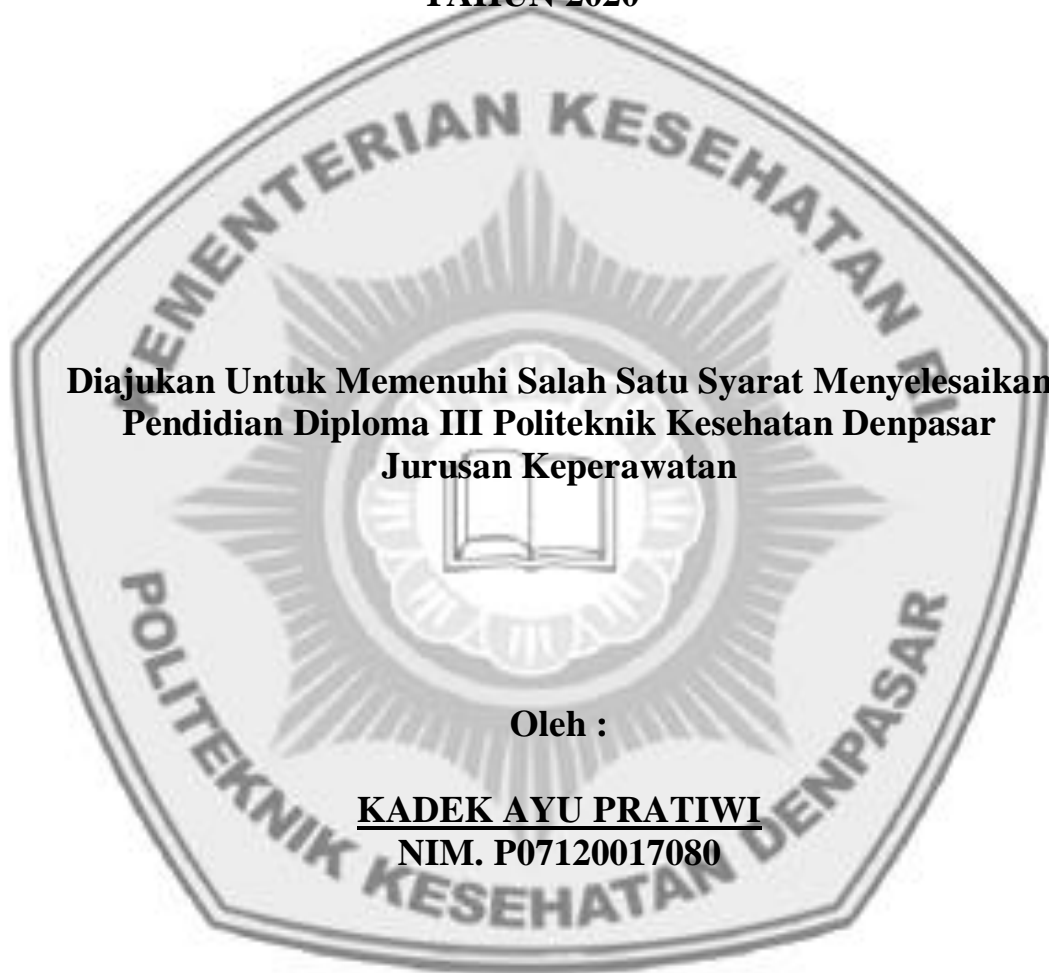 TAHUN 2020
KEMENTERIAN KESEHATAN RI
Diajukan Untuk Memenuhi Salah Satu Syarat Menyelesaikan
Pendidian Diploma III Politeknik Kesehatan Denpasar
Jurusan Keperawatan
Oleh :
KADEK AYU PRATIWI
NIM. P07120017080
POLITEKNIK KESEHATAN DENPASAR